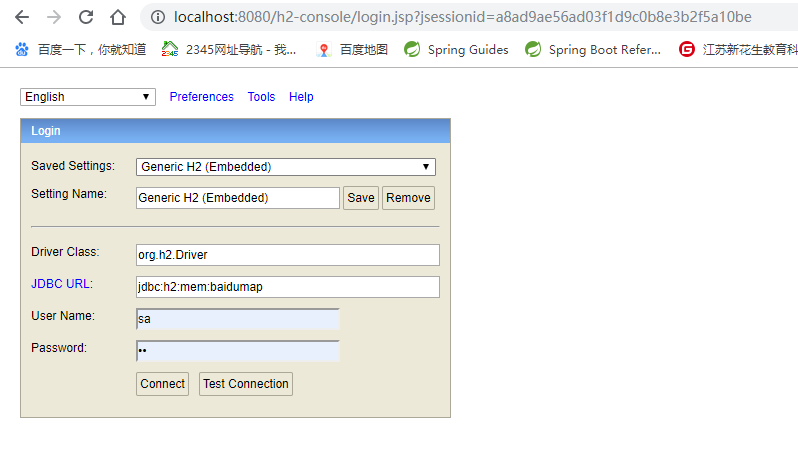 localhost:8080/h2-console/login.jsp?jsessionid=a8ad9ae56ad03f1d9c0b8e3b2f5a10be
百度一下，你就知道 2345网址导航 - 我... 百度地图 Spring Guides Spring Boot Refer... 江苏新花生教育科
English Preferences Tools Help
Login
Saved Settings: Generic H2 (Embedded)
Setting Name: Generic H2 (Embedded) Save Remove
Driver Class: org.h2.Driver
JDBC URL: jdbc:h2:mem:baidumap
User Name: sa
Password: ••
Connect Test Connection